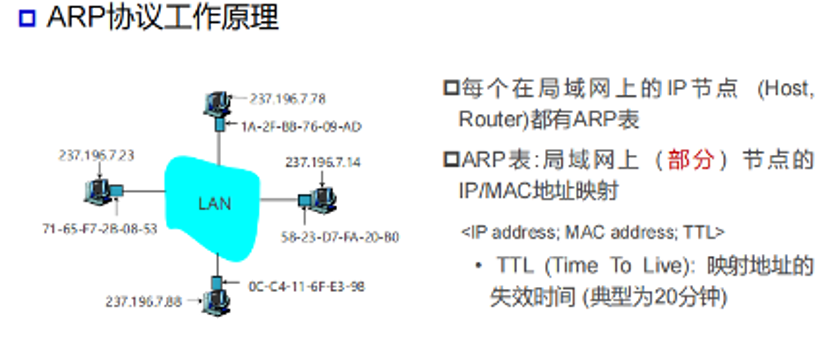 ARP协议工作原理
237.196.7.78
1A-2F-BB-76-09-AD
237.196.7.23
237.196.7.14
LAN
71-65-F7-2B-08-53
58-23-D7-FA-20-B0
0C-C4-11-6F-E3-98
237.196.7.88
每个在局域网上的IP节点 (Host,
Router)都有ARP表
ARP表:局域网上（部分）节点的
IP/MAC地址映射
<IP address; MAC address; TTL>
• TTL (Time To Live): 映射地址的
失效时间 (典型为20分钟)